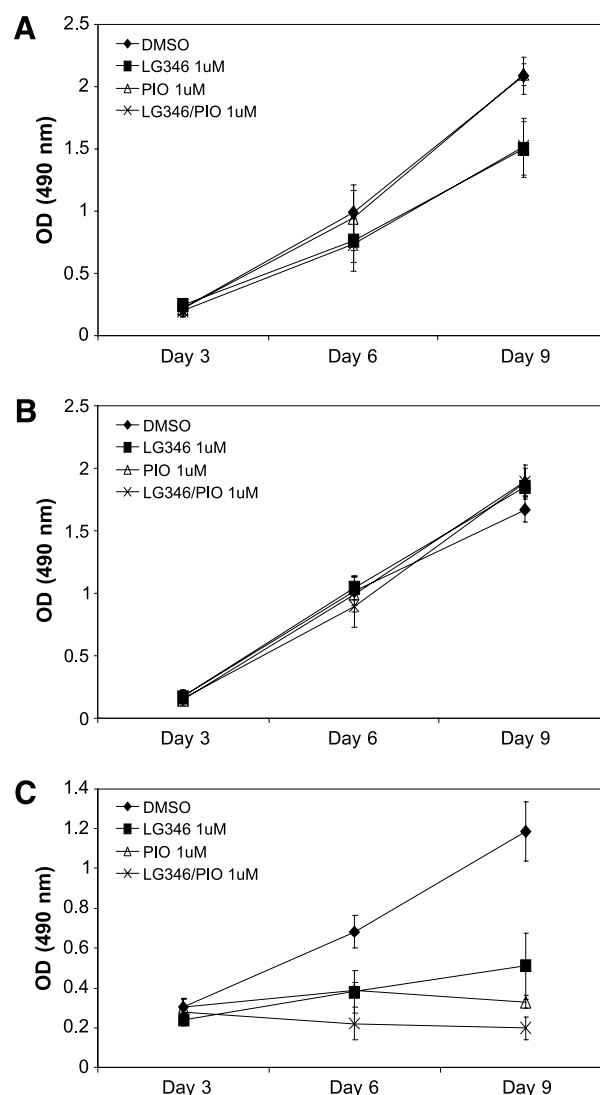 A
OD (490 nm)
2.5
2
1.5
1
0.5
0
DMSO
LG346 1uM
PIO 1uM
LG346/PIO 1uM
Day 3 Day 6 Day 9
B
OD (490 nm)
2.5
2
1.5
1
0.5
0
DMSO
LG346 1uM
PIO 1uM
LG346/PIO 1uM
Day 3 Day 6 Day 9
C
OD (490 nm)
1.4
1.2
1
0.8
0.6
0.4
0.2
0
DMSO
LG346 1uM
PIO 1uM
LG346/PIO 1uM
Day 3 Day 6 Day 9